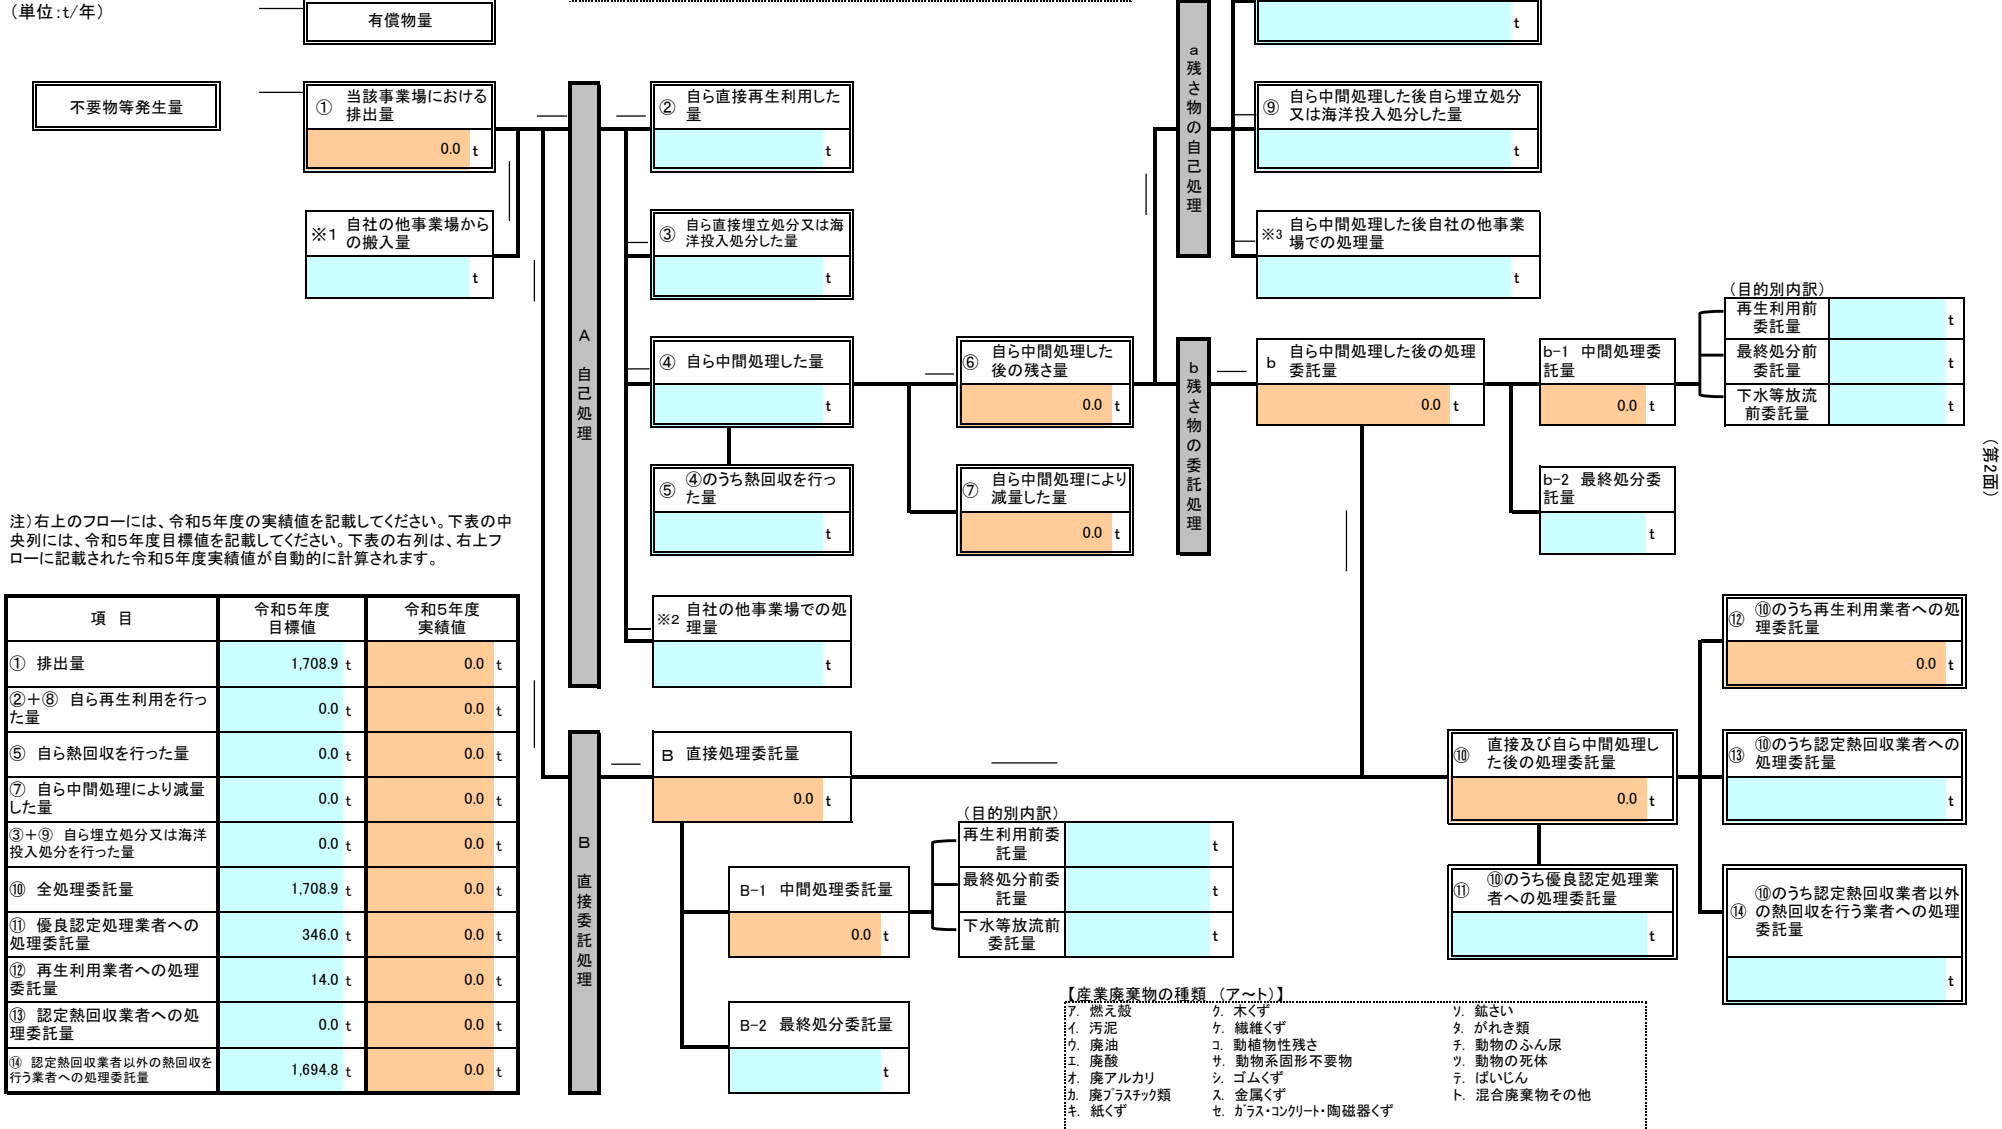 （単位:t/年）
有償物量
不要物等発生量
① 当該事業場における
排出量
0.0 t
※1 自社の他事業場から
の搬入量
t
A 自己処理
② 自ら直接再生利用した
量
t
③ 自ら直接埋立処分又は海
洋投入処分した量
t
④ 自ら中間処理した量
t
⑤ ④のうち熱回収を行っ
た量
t
※2 自社の他事業場での処
理量
t
⑥ 自ら中間処理した
後の残さ量
0.0 t
⑦ 自ら中間処理により
減量した量
0.0 t
a 残さ物の自己処理
t
⑨ 自ら中間処理した後自ら埋立処分
又は海洋投入処分した量
t
※3 自ら中間処理した後自社の他事業
場での処理量
t
b 残さ物の委託処理
b 自ら中間処理した後の処理
委託量
0.0 t
b-1 中間処理委
託量
0.0 t
b-2 最終処分委
託量
t
（目的別内訳）
再生利用前
委託量
t
最終処分前
委託量
t
下水等放流
前委託量
t
（第2面）
注）右上のフローには、令和5年度の実績値を記載してください。下表の中
央列には、令和5年度目標値を記載してください。下表の右列は、右上フ
ローに記載された令和5年度実績値が自動的に計算されます。
項 目
令和5年度
目標値
令和5年度
実績値
① 排出量 1,708.9 t 0.0 t
②＋⑧ 自ら再生利用を行っ
た量 0.0 t 0.0 t
⑤ 自ら熱回収を行った量 0.0 t 0.0 t
⑦ 自ら中間処理により減量
した量 0.0 t 0.0 t
③＋⑨ 自ら埋立処分又は海洋
投入処分を行った量 0.0 t 0.0 t
⑩ 全処理委託量 1,708.9 t 0.0 t
⑪ 優良認定処理業者への
処理委託量 346.0 t 0.0 t
⑫ 再生利用業者への処理
委託量 14.0 t 0.0 t
⑬ 認定熱回収業者への処
理委託量 0.0 t 0.0 t
⑭ 認定熱回収業者以外の熱回収を
行う業者への処理委託量 1,694.8 t 0.0 t
B 直接委託処理
B 直接処理委託量
0.0 t
B-1 中間処理委託量
0.0 t
B-2 最終処分委託量
t
（目的別内訳）
再生利用前委
託量
t
最終処分前委
託量
t
下水等放流前
委託量
t
⑩ 直接及び自ら中間処理し
た後の処理委託量
0.0 t
⑪ ⑩のうち優良認定処理業
者への処理委託量
t
⑫ ⑩のうち再生利用業者への処
理委託量
0.0 t
⑬ ⑩のうち認定熱回収業者への
処理委託量
t
⑭ ⑩のうち認定熱回収業者以外
の熱回収を行う業者への処理
委託量
t
【産業廃棄物の種類 （ア～ト）】
ア. 燃え殻
イ. 汚泥
ウ. 廃油
エ. 廃酸
オ. 廃アルカリ
カ. 廃プラスチック類
キ. 紙くず
ク. 木くず
ケ. 繊維くず
コ. 動植物性残さ
サ. 動物系固形不要物
シ. ゴムくず
ス. 金属くず
セ. ガラス・コンクリート・陶磁器くず
ソ. 鉱さい
タ. がれき類
チ. 動物のふん尿
ツ. 動物の死体
テ. ばいじん
ト. 混合廃棄物その他